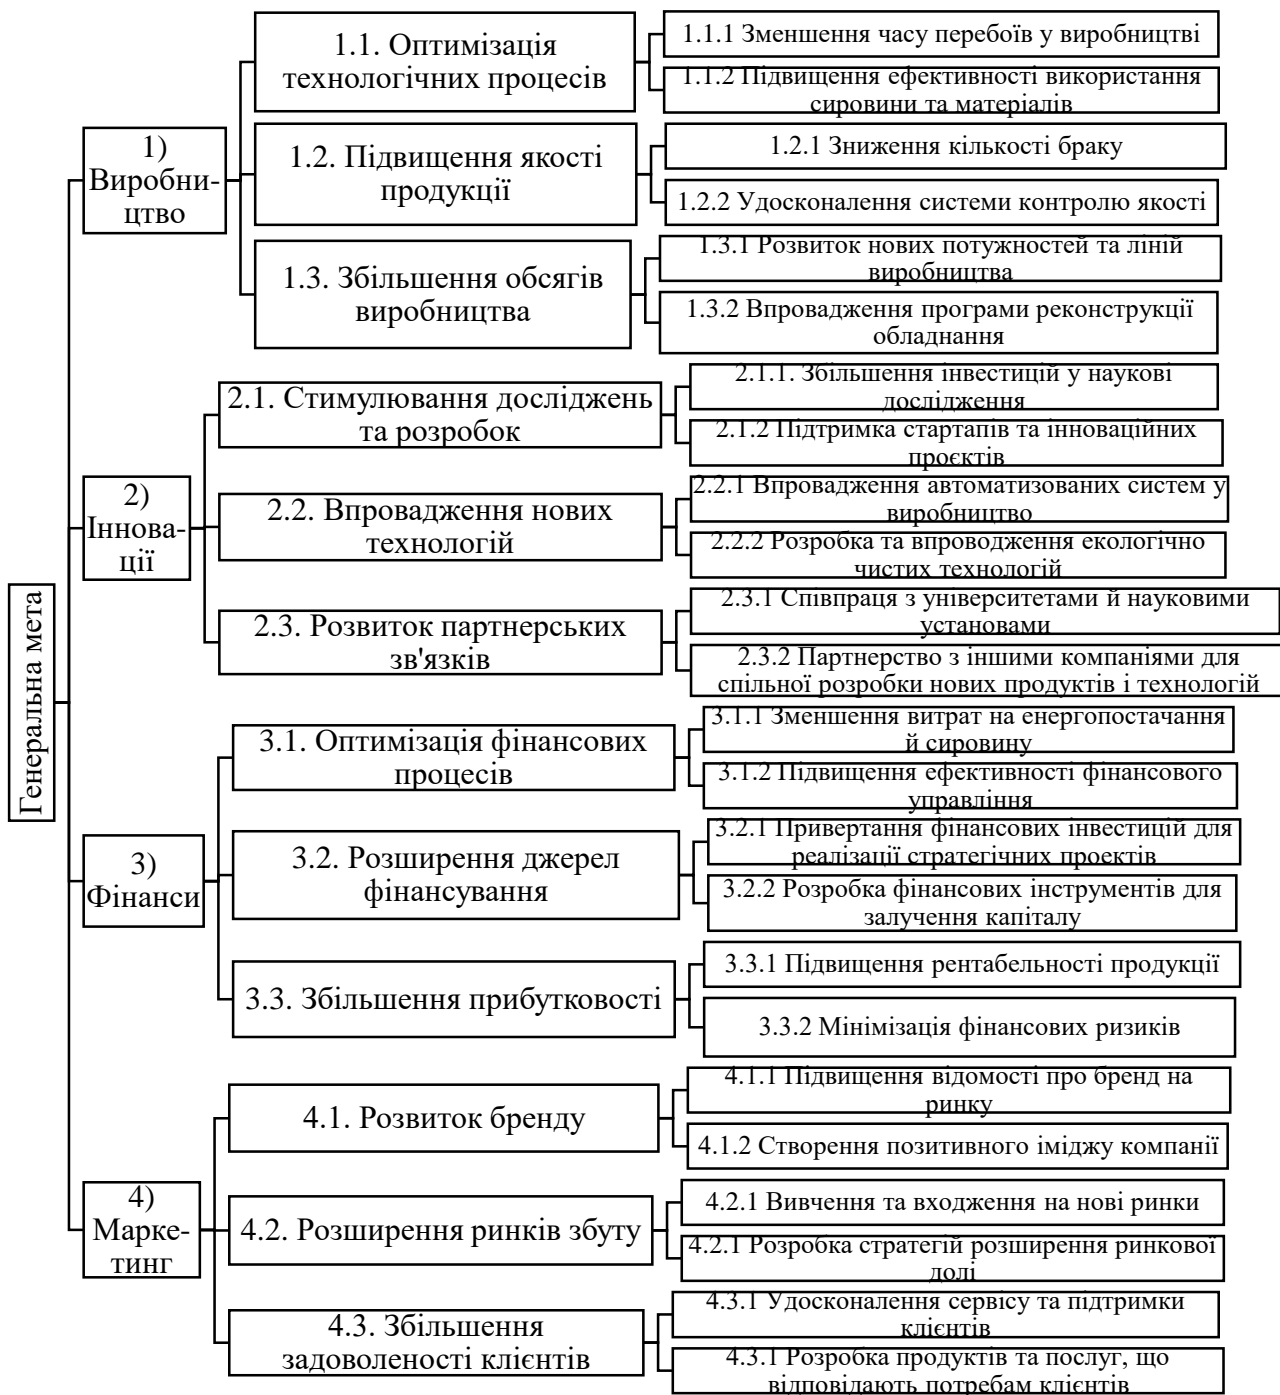 Генеральна мета
1)
Виробни-
цтво
1.1. Оптимізація
технологічних процесів
1.1.1 Зменшення часу перебоїв у виробництві
1.1.2 Підвищення ефективності використання
сировини та матеріалів
1.2. Підвищення якості
продукції
1.2.1 Зниження кількості браку
1.2.2 Удосконалення системи контролю якості
1.3. Збільшення обсягів
виробництва
1.3.1 Розвиток нових потужностей та ліній
виробництва
1.3.2 Впровадження програми реконструкції
обладнання
2)
Іннова-
ції
2.1. Стимулювання досліджень
та розробок
2.1.1. Збільшення інвестицій у наукові
дослідження
2.1.2 Підтримка стартапів та інноваційних
проєктів
2.2. Впровадження нових
технологій
2.2.1 Впровадження автоматизованих систем у
виробництво
2.2.2 Розробка та впроводження екологічно
чистих технологій
2.3. Розвиток партнерських
зв'язків
2.3.1 Співпраця з університетами й науковими
установами
2.3.2 Партнерство з іншими компаніями для
спільної розробки нових продуктів і технологій
3)
Фінанси
3.1. Оптимізація фінансових
процесів
3.1.1 Зменшення витрат на енергопостачання
й сировину
3.1.2 Підвищення ефективності фінансового
управління
3.2. Розширення джерел
фінансування
3.2.1 Привертання фінансових інвестицій для
реалізації стратегічних проектів
3.2.2 Розробка фінансових інструментів для
залучення капіталу
3.3. Збільшення прибутковості
3.3.1 Підвищення рентабельності продукції
3.3.2 Мінімізація фінансових ризиків
4)
Марке-
тинг
4.1. Розвиток бренду
4.1.1 Підвищення відомості про бренд на
ринку
4.1.2 Створення позитивного іміджу компанії
4.2. Розширення ринків збуту
4.2.1 Вивчення та входження на нові ринки
4.2.1 Розробка стратегій розширення ринкової
долі
4.3. Збільшення
задоволеності клієнтів
4.3.1 Удосконалення сервісу та підтримки
клієнтів
4.3.1 Розробка продуктів та послуг, що
відповідають потребам клієнтів